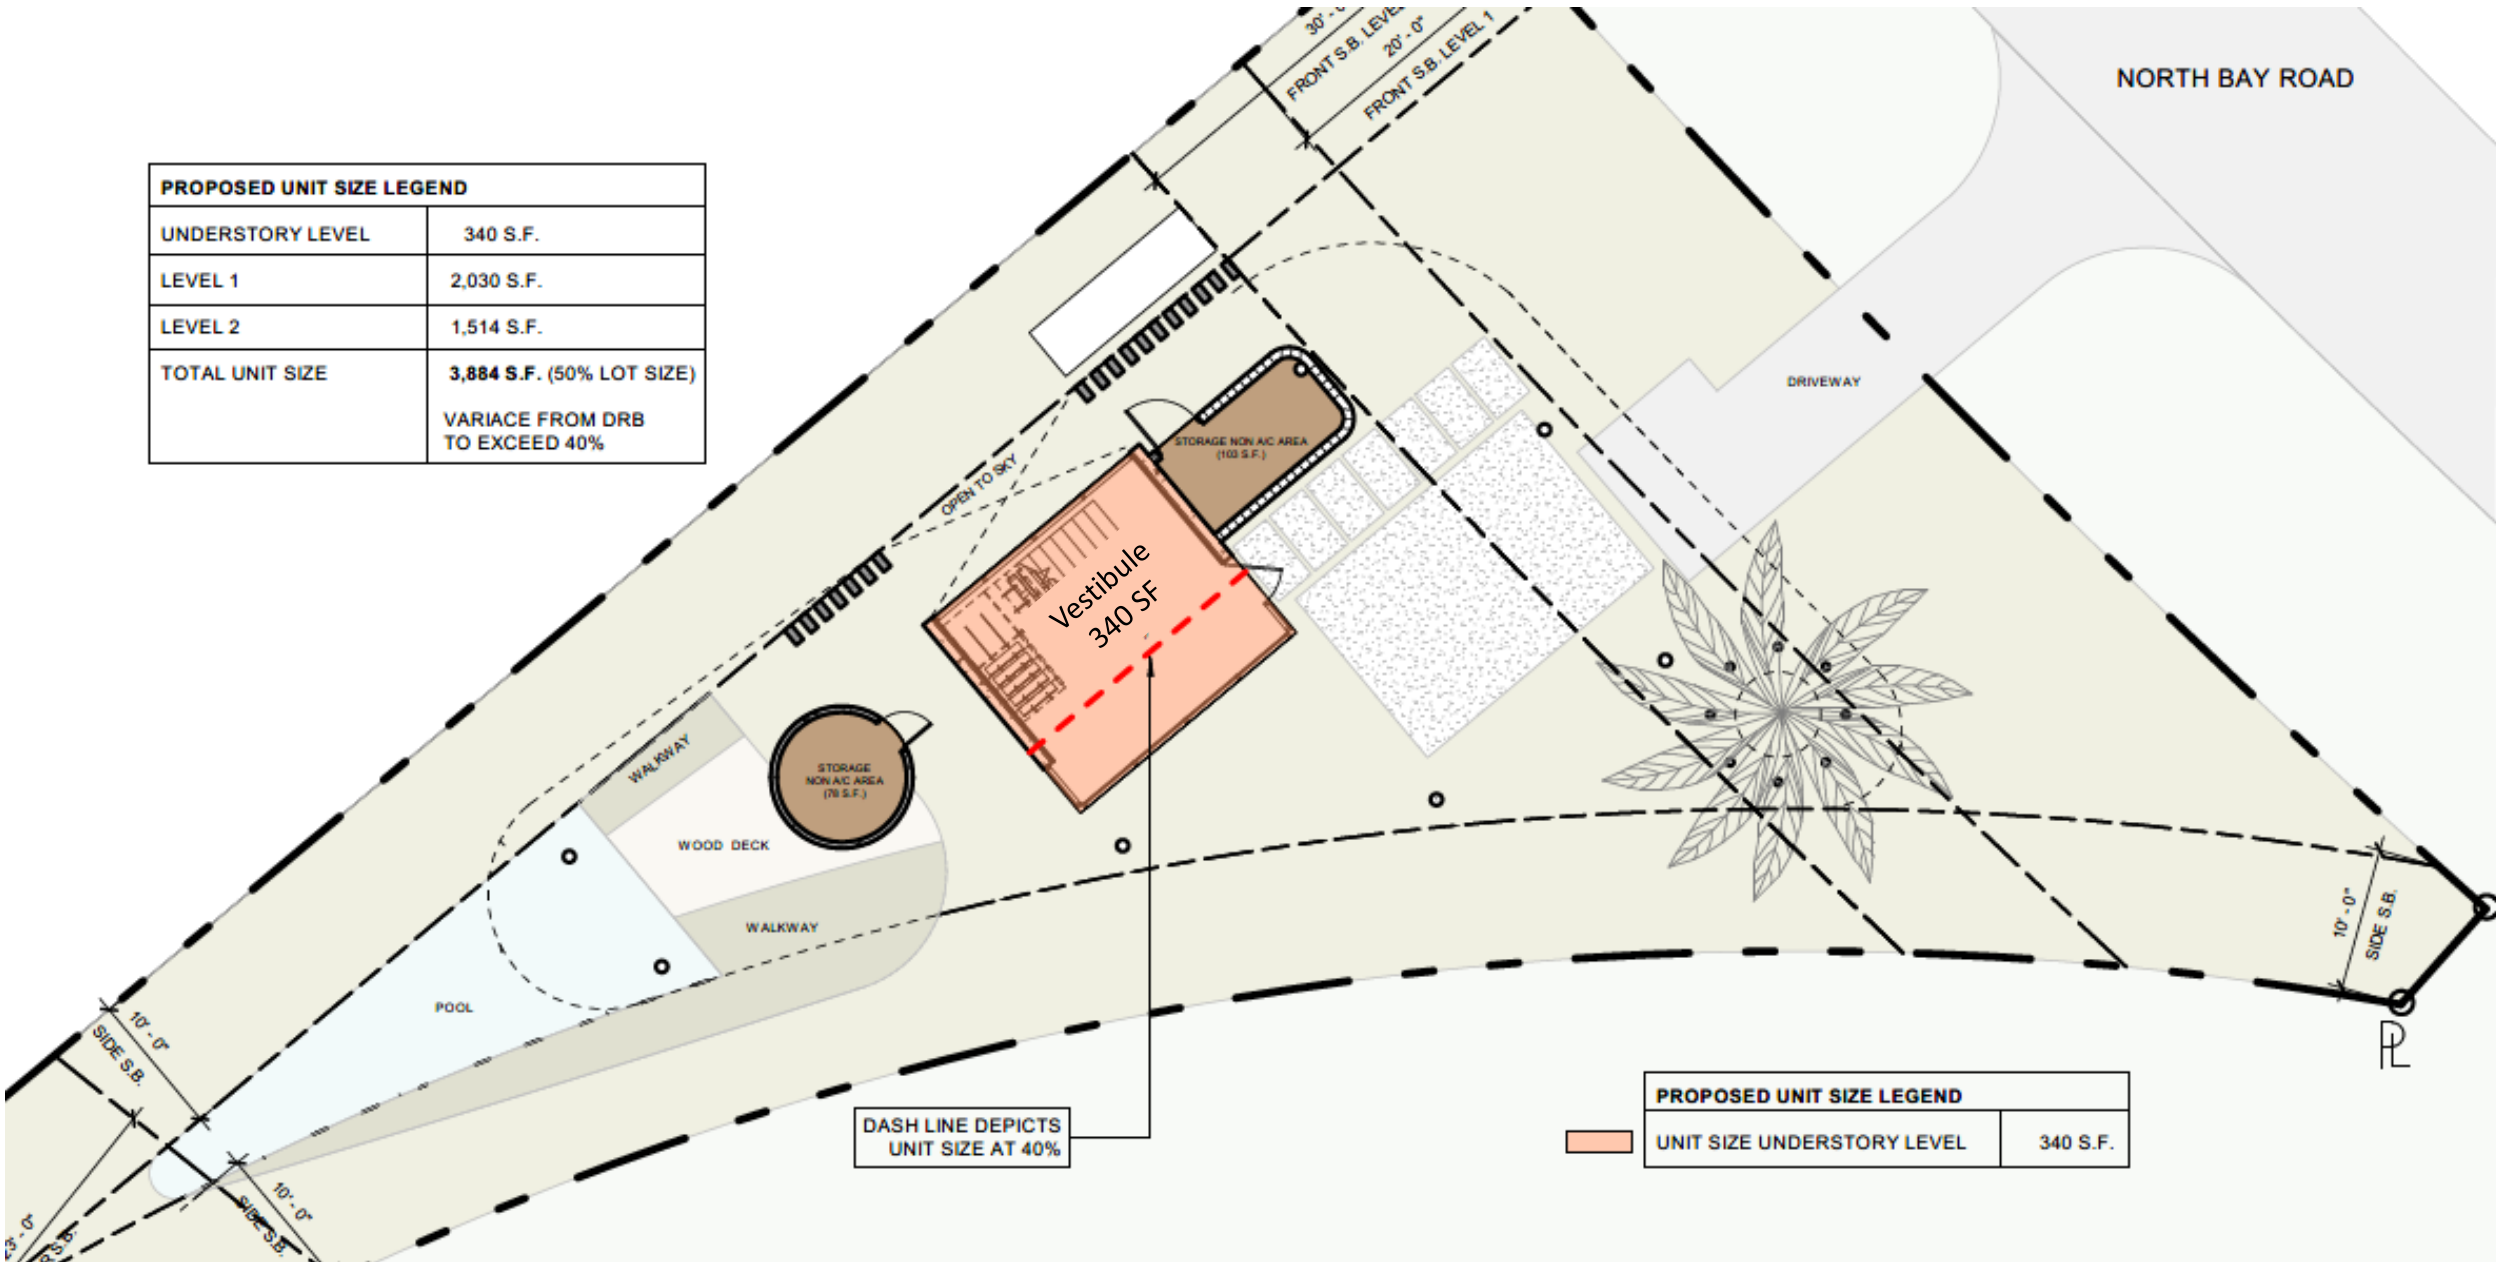 30' - 0"
FRONT S.B. LEVEL
20' - 0"
FRONT S.B. LEVEL 1
NORTH BAY ROAD
PROPOSED UNIT SIZE LEGEND
UNDERSTORY LEVEL 340 S.F.
LEVEL 1 2,030 S.F.
LEVEL 2 1,514 S.F.
TOTAL UNIT SIZE 3,884 S.F. (50% LOT SIZE)
VARIACE FROM DRB
TO EXCEED 40%
DRIVEWAY
STORAGE NON A/C AREA
(103 S.F.)
OPEN TO SKY
Vestibule
340 SF
WALKWAY
STORAGE
NON A/C AREA
(78 S.F.)
WOOD DECK
WALKWAY
POOL
10' - 0"
SIDE S.B.
10' - 0"
SIDE S.B.
10' - 0"
SIDE S.B.
S.B.
PL
DASH LINE DEPICTS
UNIT SIZE AT 40%
PROPOSED UNIT SIZE LEGEND
UNIT SIZE UNDERSTORY LEVEL 340 S.F.